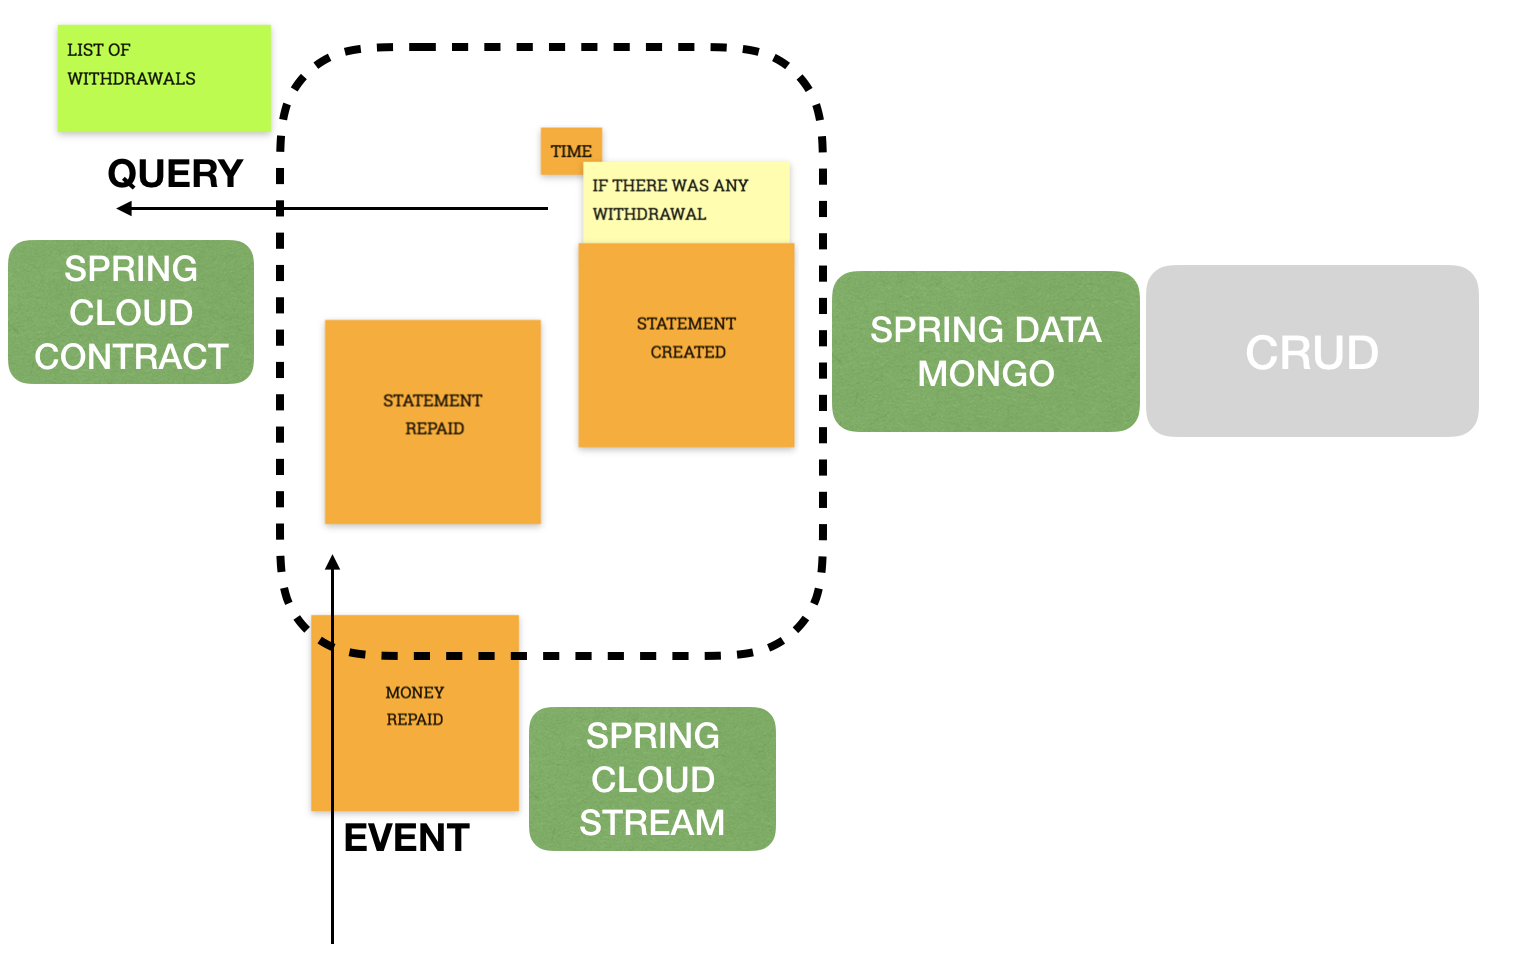 LIST OF
WITHDRAWALS
QUERY
SPRING
CLOUD
CONTRACT
TIME
IF THERE WAS ANY
WITHDRAWAL
STATEMENT
CREATED
STATEMENT
REPAID
SPRING DATA
MONGO
CRUD
MONEY
REPAID
EVENT
SPRING
CLOUD
STREAM